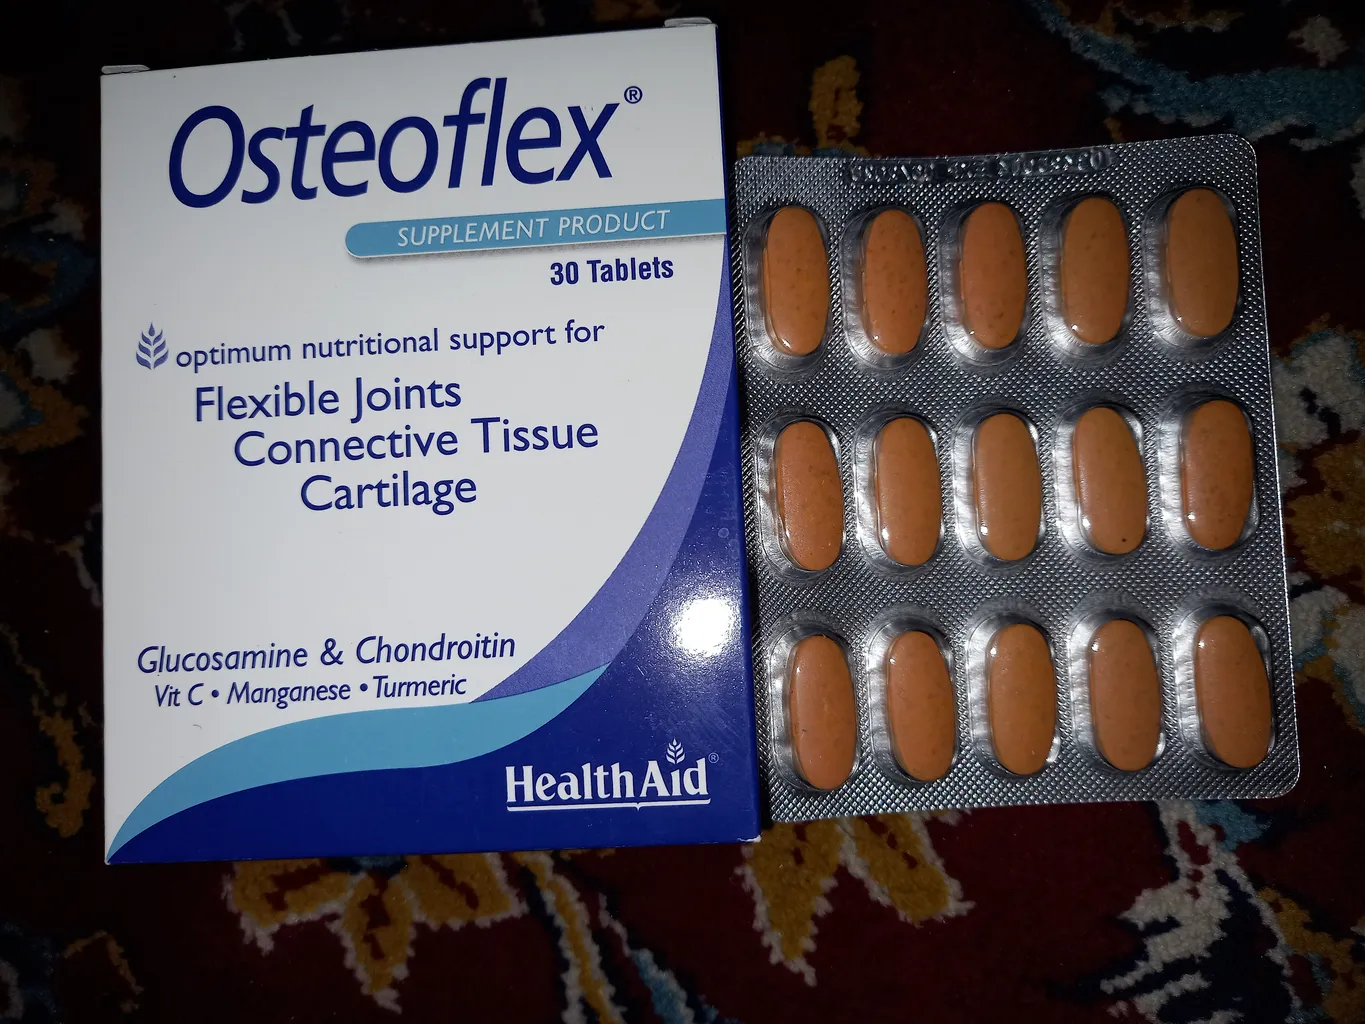 Osteoflex®
SUPPLEMENT PRODUCT
30 Tablets
optimum nutritional support for
Flexible Joints
Connective Tissue
Cartilage
Glucosamine & Chondroitin
Vit C • Manganese • Turmeric
HealthAid®